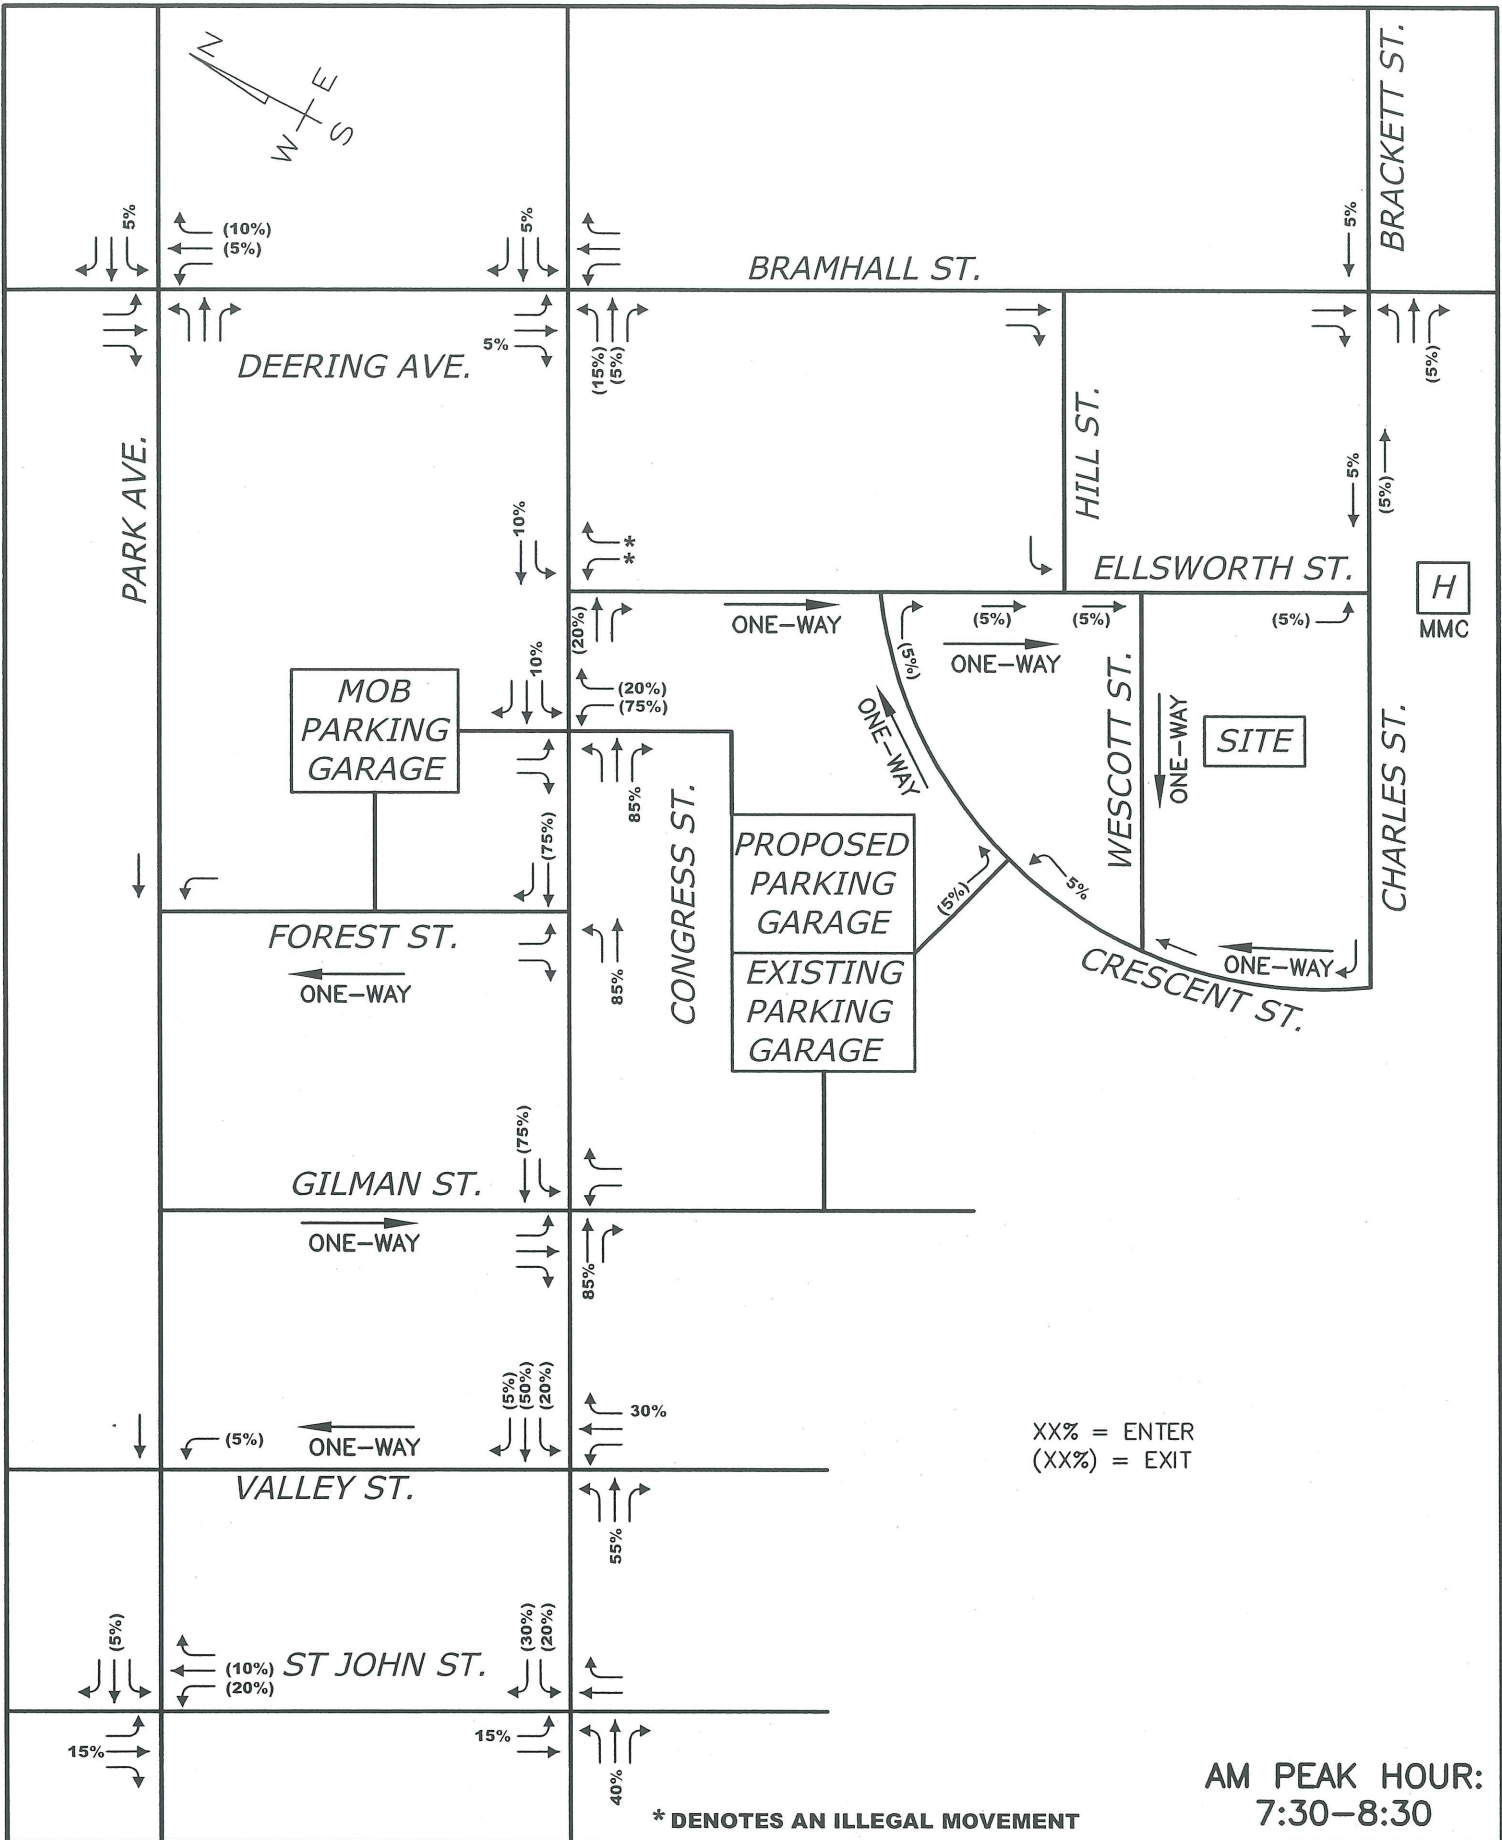 N
E
W
S
BRACKETT ST.
5%
(10%)
(5%)
5%
5%
BRAMHALL ST.
DEERING AVE.
5%
(15%)
(5%)
(5%)
PARK AVE.
HILL ST.
5%
(5%)
10%
*
*
ELLSWORTH ST.
H
MMC
(20%)
ONE-WAY
(5%)
(5%)
(5%)
(5%)
ONE-WAY
10%
(20%)
(75%)
MOB
PARKING
GARAGE
ONE-WAY
WESCOTT ST.
ONE-WAY
SITE
CHARLES ST.
85%
CONGRESS ST.
(75%)
PROPOSED
PARKING
GARAGE
(5%)
5%
FOREST ST.
ONE-WAY
85%
EXISTING
PARKING
GARAGE
ONE-WAY
CRESCENT ST.
(75%)
GILMAN ST.
ONE-WAY
85%
(5%)
(50%)
(20%)
30%
(5%)
ONE-WAY
VALLEY ST.
XX% = ENTER
(XX%) = EXIT
55%
(5%)
(10%)
(20%)
ST JOHN ST.
(30%)
(20%)
15%
15%
40%
* DENOTES AN ILLEGAL MOVEMENT
AM PEAK HOUR:
7:30-8:30